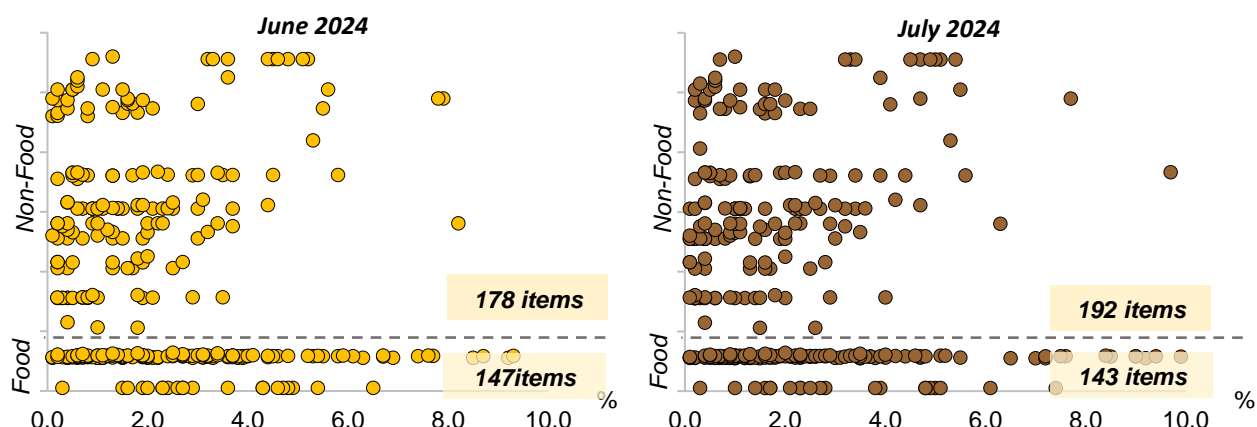 June 2024
Non-Food
Food
178 items
147items
%
0.0 2.0 4.0 6.0 8.0 10.0
July 2024
Non-Food
Food
192 items
143 items
%
0.0 2.0 4.0 6.0 8.0 10.0